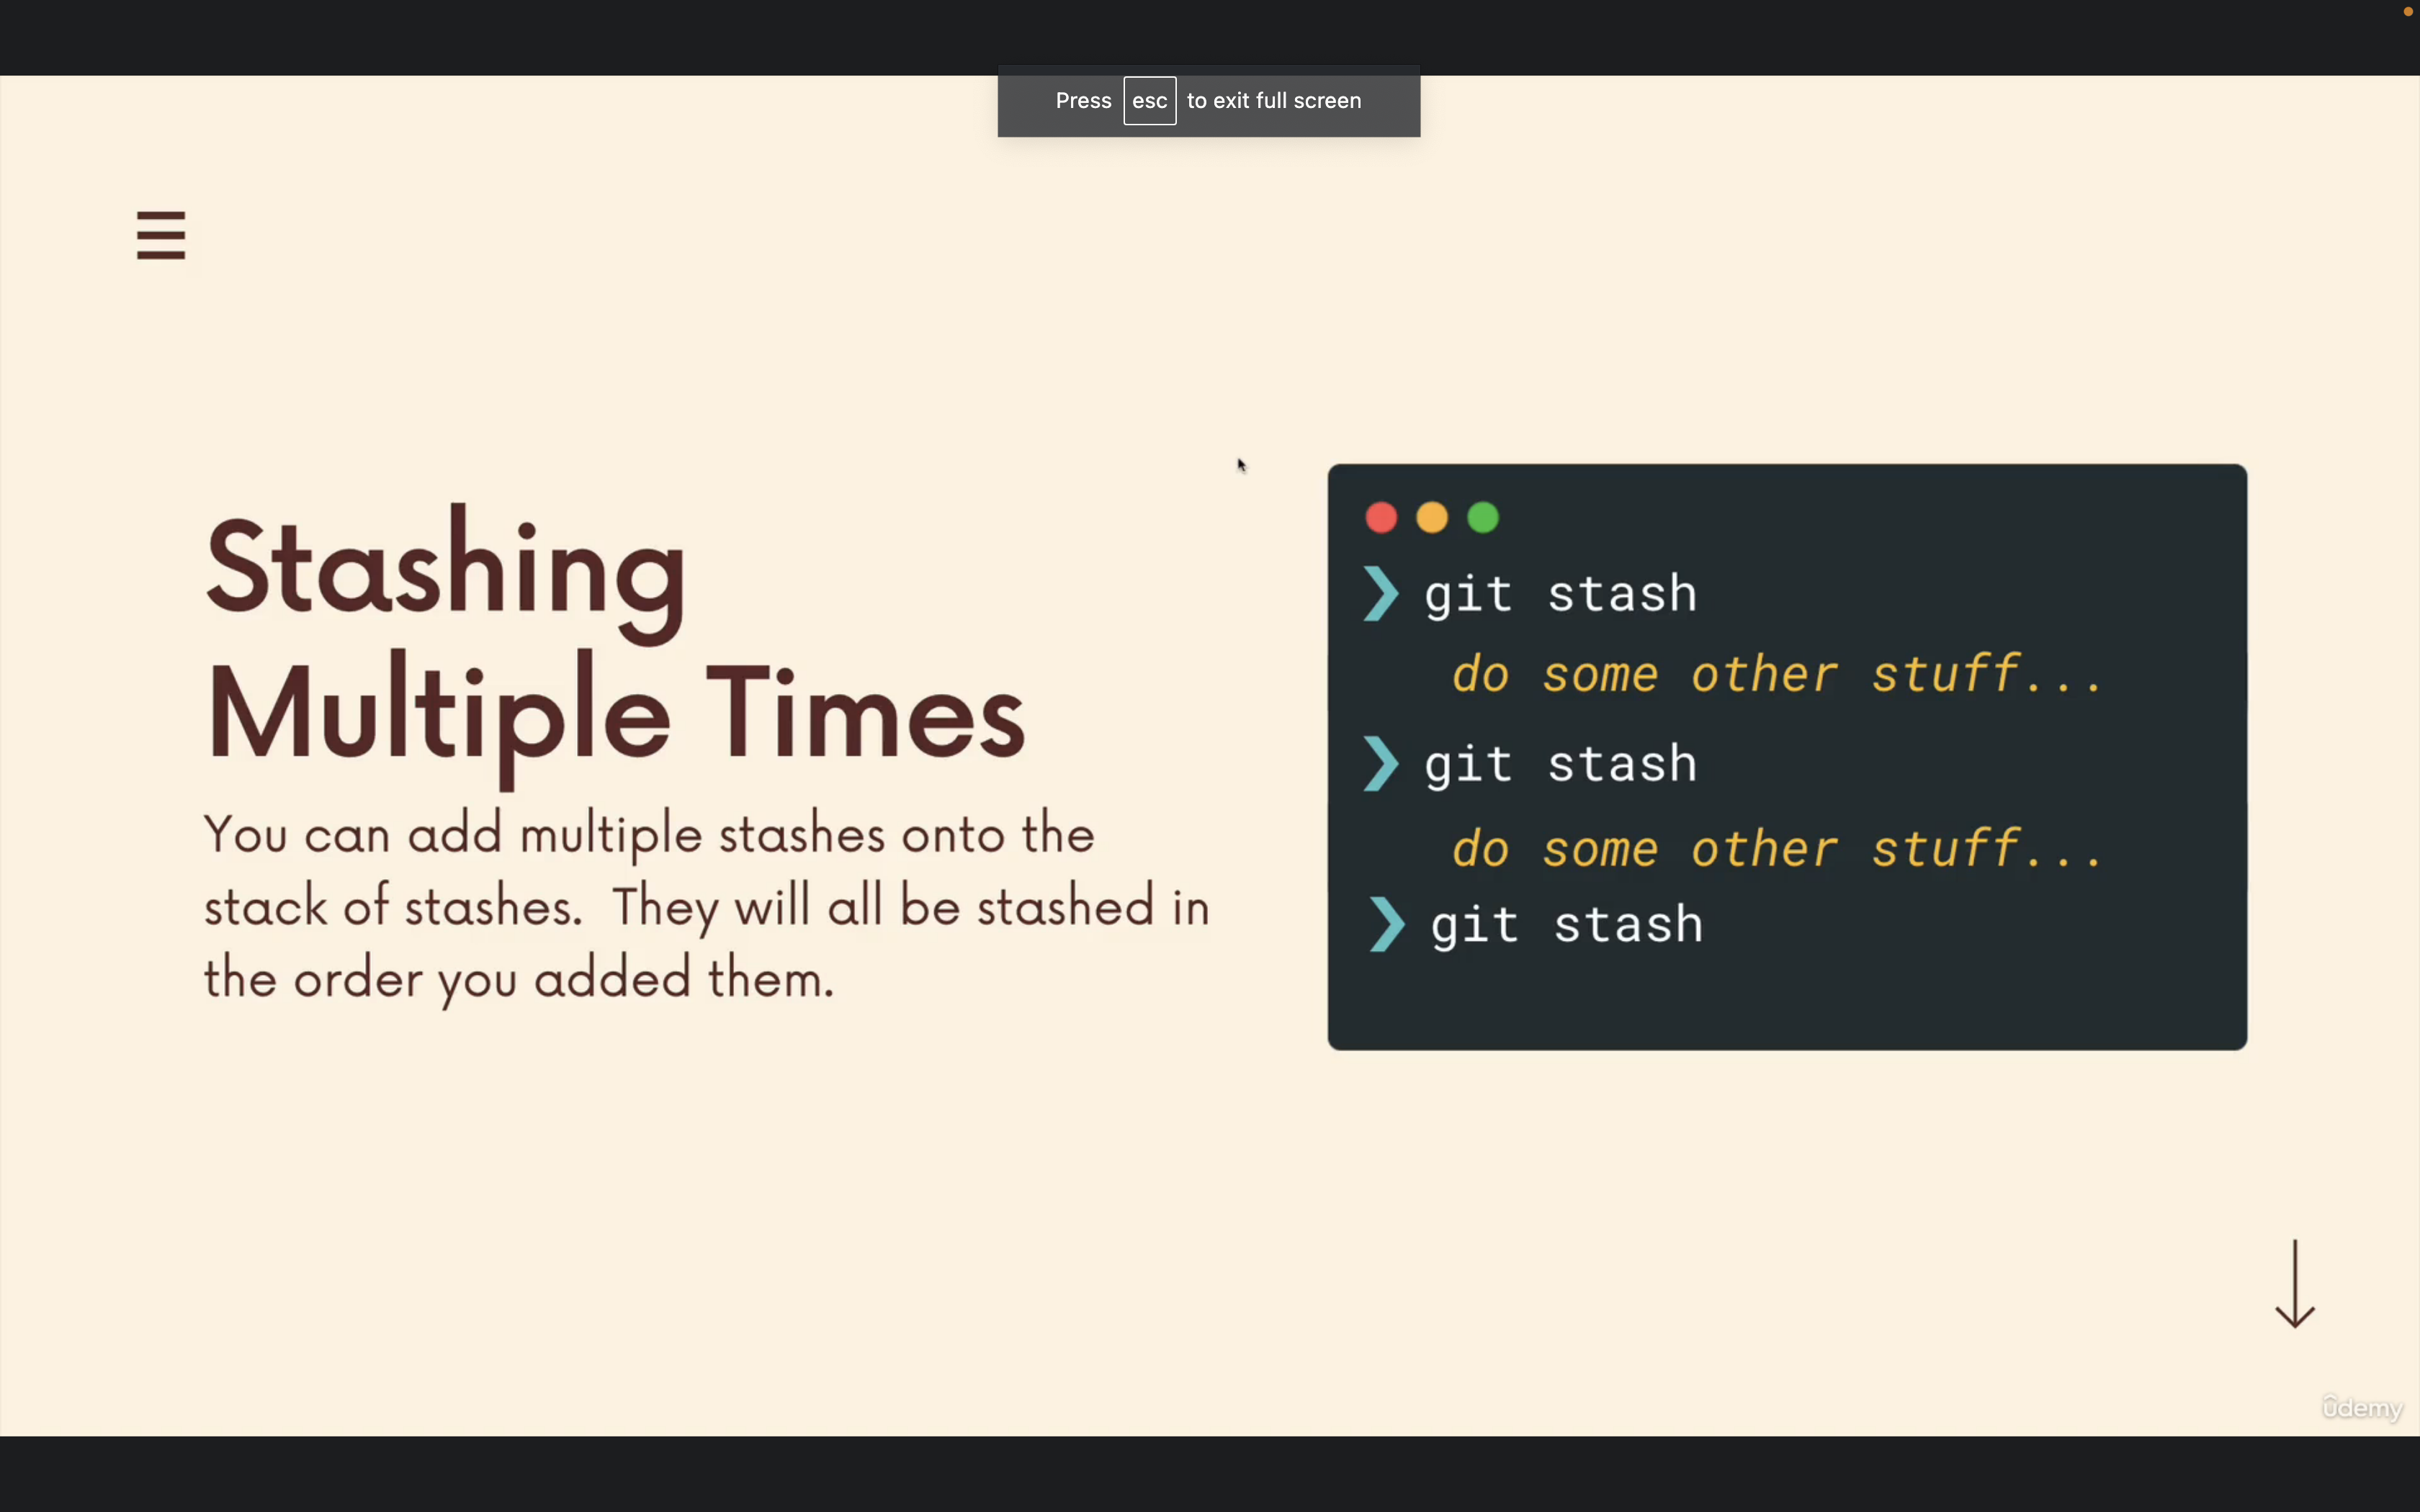 Press esc to exit full screen
Stashing
Multiple Times
You can add multiple stashes onto the
stack of stashes. They will all be stashed in
the order you added them.
❯ git stash
do some other stuff...
❯ git stash
do some other stuff...
❯ git stash
udemy